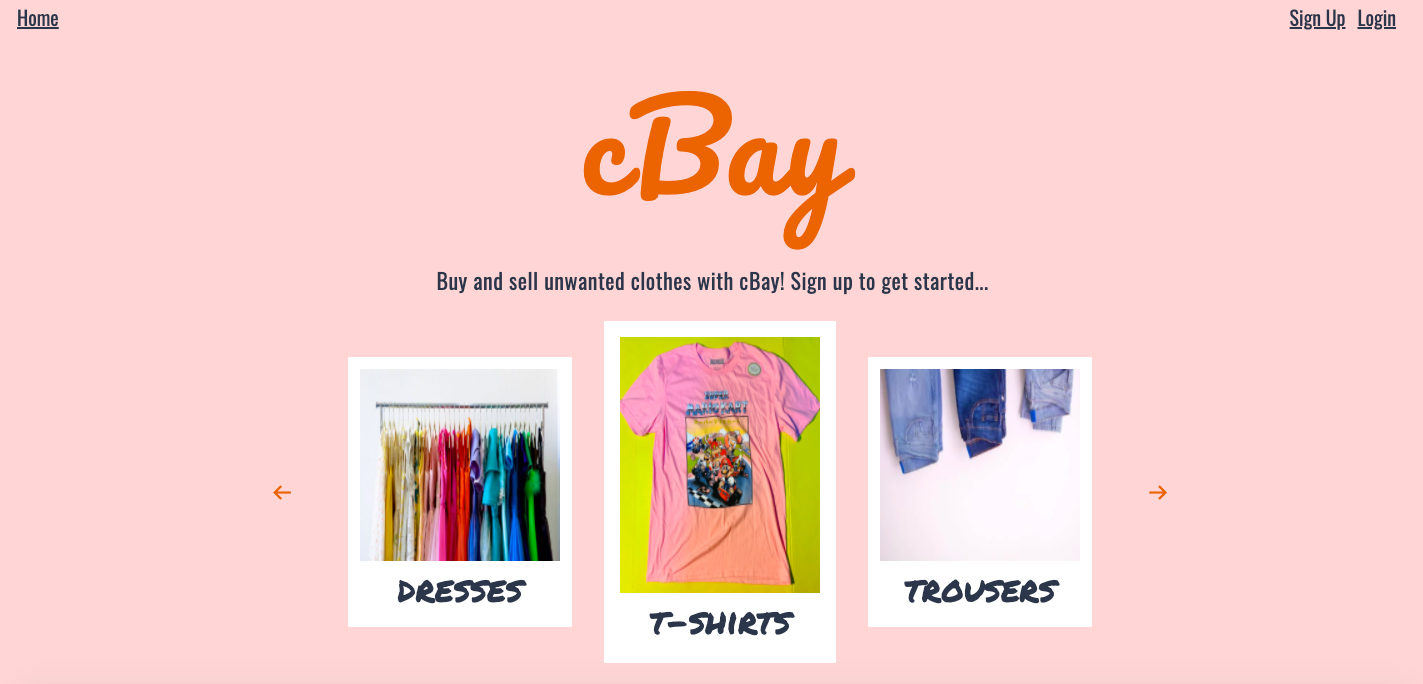 Home
Sign Up Login
cBay
Buy and sell unwanted clothes with cBay! Sign up to get started...
SUPER
MARIO KART
DRESSES
T-SHIRTS
TROUSERS